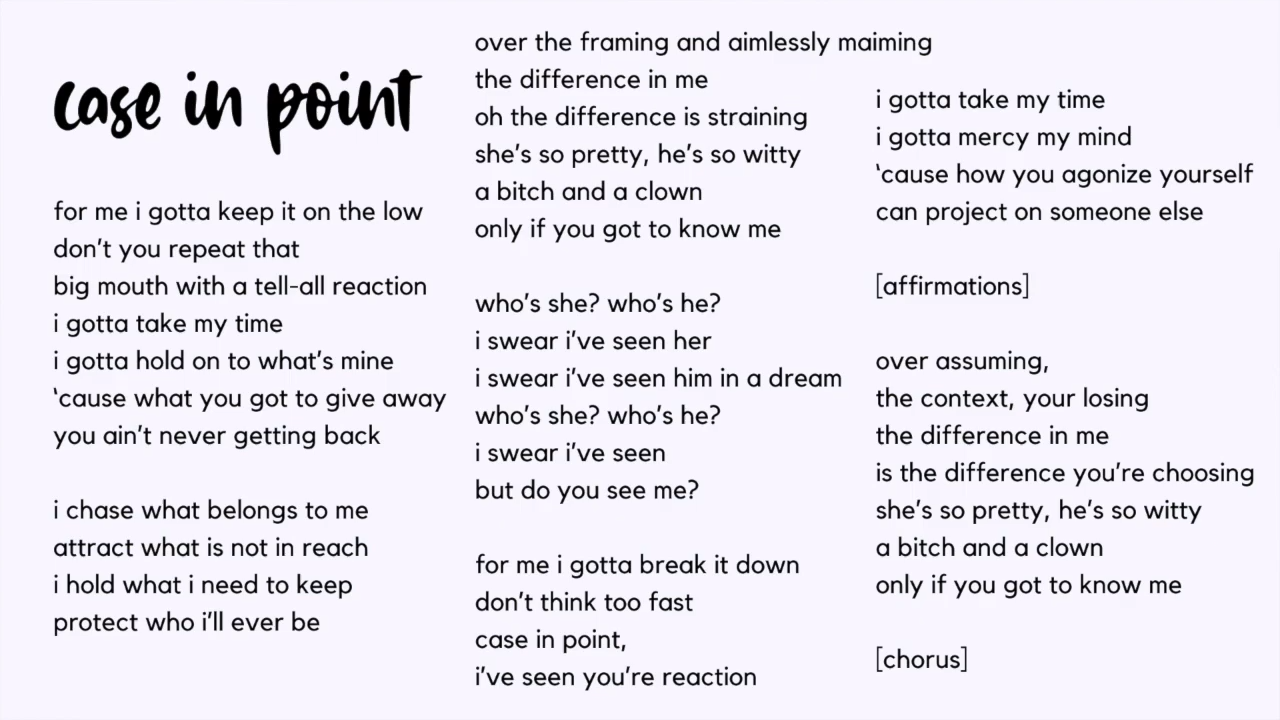 case in point
for me i gotta keep it on the low
don't you repeat that
big mouth with a tell-all reaction
i gotta take my time
i gotta hold on to what's mine
‘cause what you got to give away
you ain't never getting back
i chase what belongs to me
attract what is not in reach
i hold what i need to keep
protect who i'll ever be
over the framing and aimlessly maiming
the difference in me
oh the difference is straining
she's so pretty, he's so witty
a bitch and a clown
only if you got to know me
who's she? who's he?
i swear i've seen her
i swear i've seen him in a dream
who's she? who's he?
i swear i've seen
but do you see me?
for me i gotta break it down
don't think too fast
case in point,
i've seen you're reaction
i gotta take my time
i gotta mercy my mind
‘cause how you agonize yourself
can project on someone else
[affirmations]
over assuming,
the context, your losing
the difference in me
is the difference you're choosing
she's so pretty, he's so witty
a bitch and a clown
only if you got to know me
[chorus]